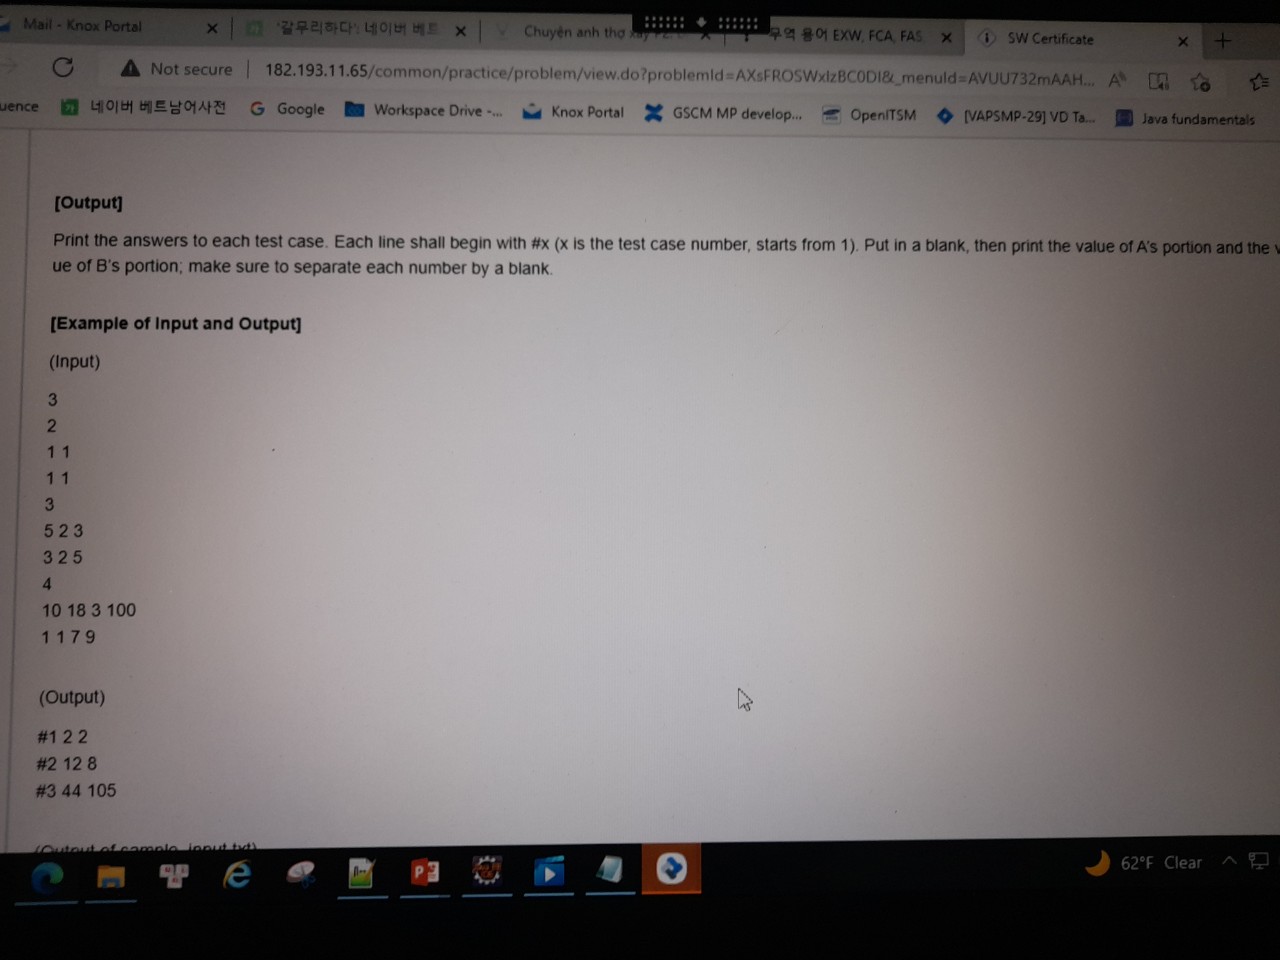 Mail - Knox Portal
'갈무리하다': 네이버 베트
Chuyện anh thợ xây
무역 용어 EXW, FCA, FAS
SW Certificate
Not secure
182.193.11.65/common/practice/problem/view.do?problemId=AXsFROSWxlzBC0DI&_menuId=AVUU732mAAH...
uence
네이버 베트남어사전
Google
Workspace Drive -...
Knox Portal
GSCM MP develop...
OpenITSM
[VAPSMP-29] VD Ta...
Java fundamentals
[Output]
Print the answers to each test case. Each line shall begin with #x (x is the test case number, starts from 1). Put in a blank, then print the value of A's portion and the v
ue of B's portion; make sure to separate each number by a blank.
[Example of Input and Output]
(Input)
3
2
1 1
1 1
3
5 2 3
3 2 5
4
10 18 3 100
1 1 7 9
(Output)
#1 2 2
#2 12 8
#3 44 105
(Output of sample_input.txt)
62°F Clear